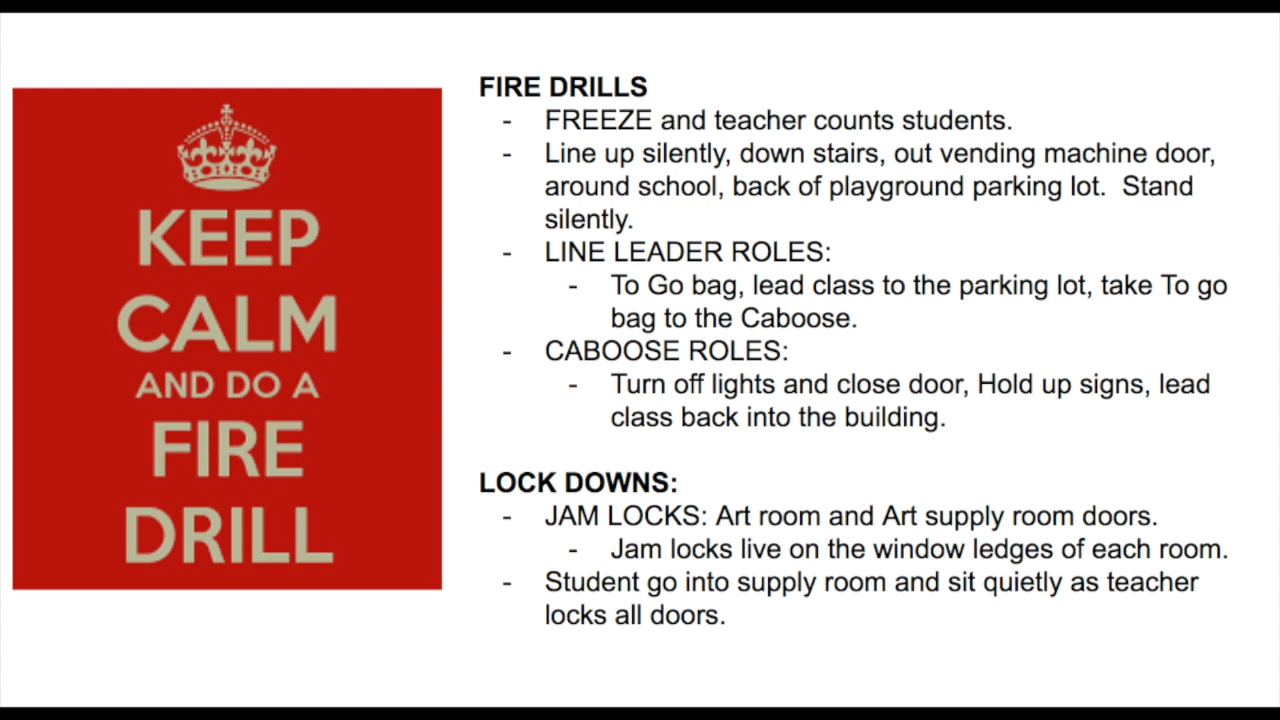 KEEP
CALM
AND DO A
FIRE
DRILL
FIRE DRILLS
- FREEZE and teacher counts students.
- Line up silently, down stairs, out vending machine door,
around school, back of playground parking lot.  Stand
silently.
- LINE LEADER ROLES:
- To Go bag, lead class to the parking lot, take To go
bag to the Caboose.
- CABOOSE ROLES:
- Turn off lights and close door, Hold up signs, lead
class back into the building.
LOCK DOWNS:
- JAM LOCKS: Art room and Art supply room doors.
- Jam locks live on the window ledges of each room.
- Student go into supply room and sit quietly as teacher
locks all doors.